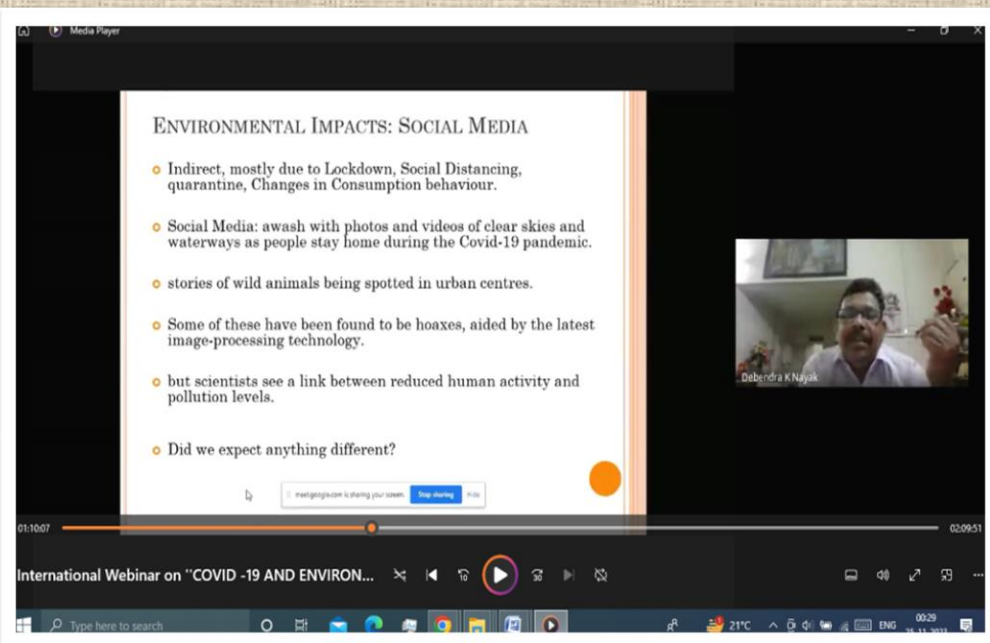 Media Player
ENVIRONMENTAL IMPACTS: SOCIAL MEDIA
Indirect, mostly due to Lockdown, Social Distancing,
quarantine, Changes in Consumption behaviour.
Social Media: awash with photos and videos of clear skies and
waterways as people stay home during the Covid-19 pandemic.
stories of wild animals being spotted in urban centres.
Some of these have been found to be hoaxes, aided by the latest
image-processing technology.
but scientists see a link between reduced human activity and
pollution levels.
Did we expect anything different?
Debendra K Nayak
meet.google.com is sharing your screen. Stop sharing Hide
01:10:07 02:09:51
International Webinar on "COVID -19 AND ENVIRON...
10 30
Type here to search 21°C ENG 00:29
25-11-2023